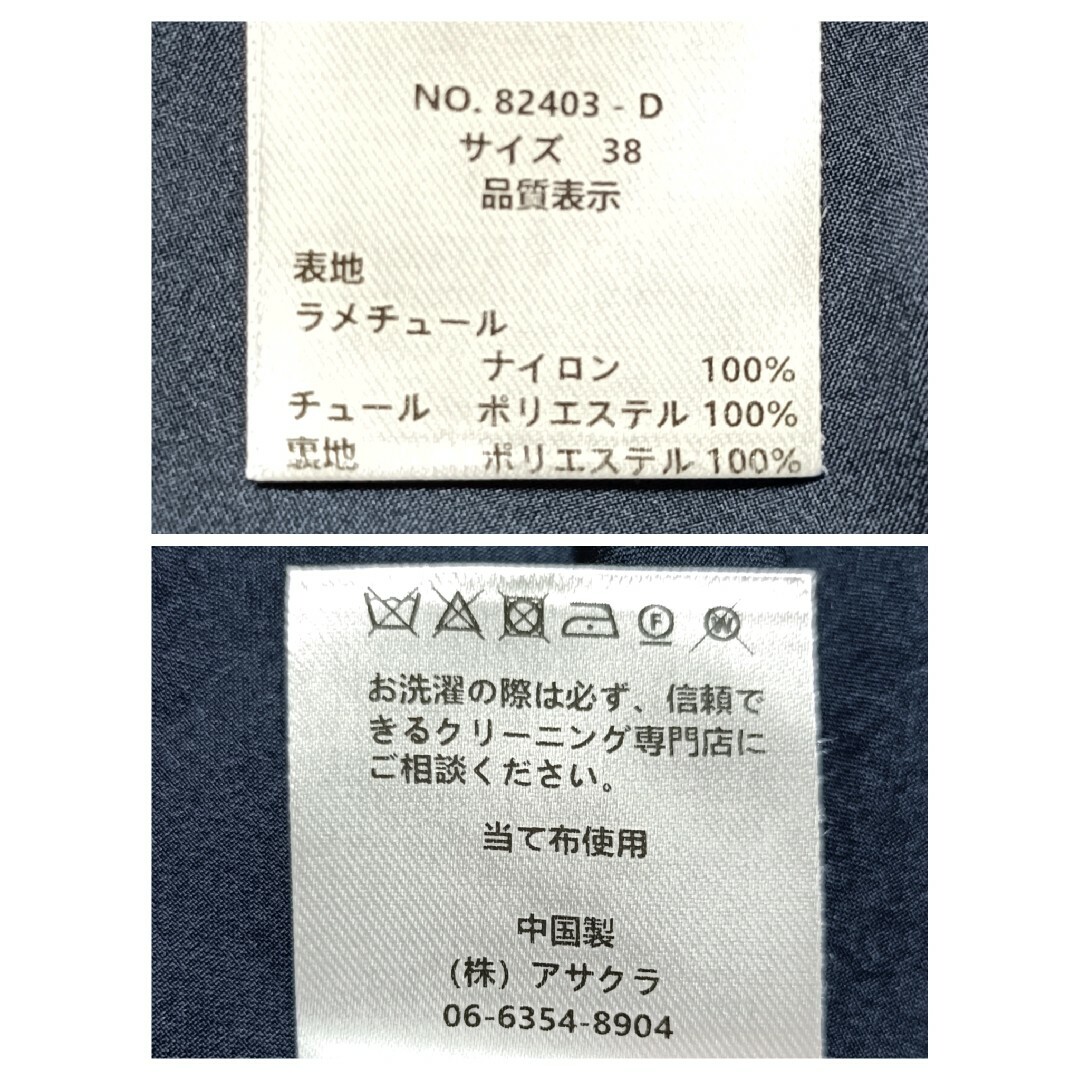 NO. 82403 - D
サイズ 38
品質表示
表地
ラメチュール
ナイロン 100%
チュール ポリエステル 100%
裏地 ポリエステル 100%
F W
お洗濯の際は必ず、信頼で
きるクリーニング専門店に
ご相談ください。
当て布使用
中国製
(株) アサクラ
06-6354-8904